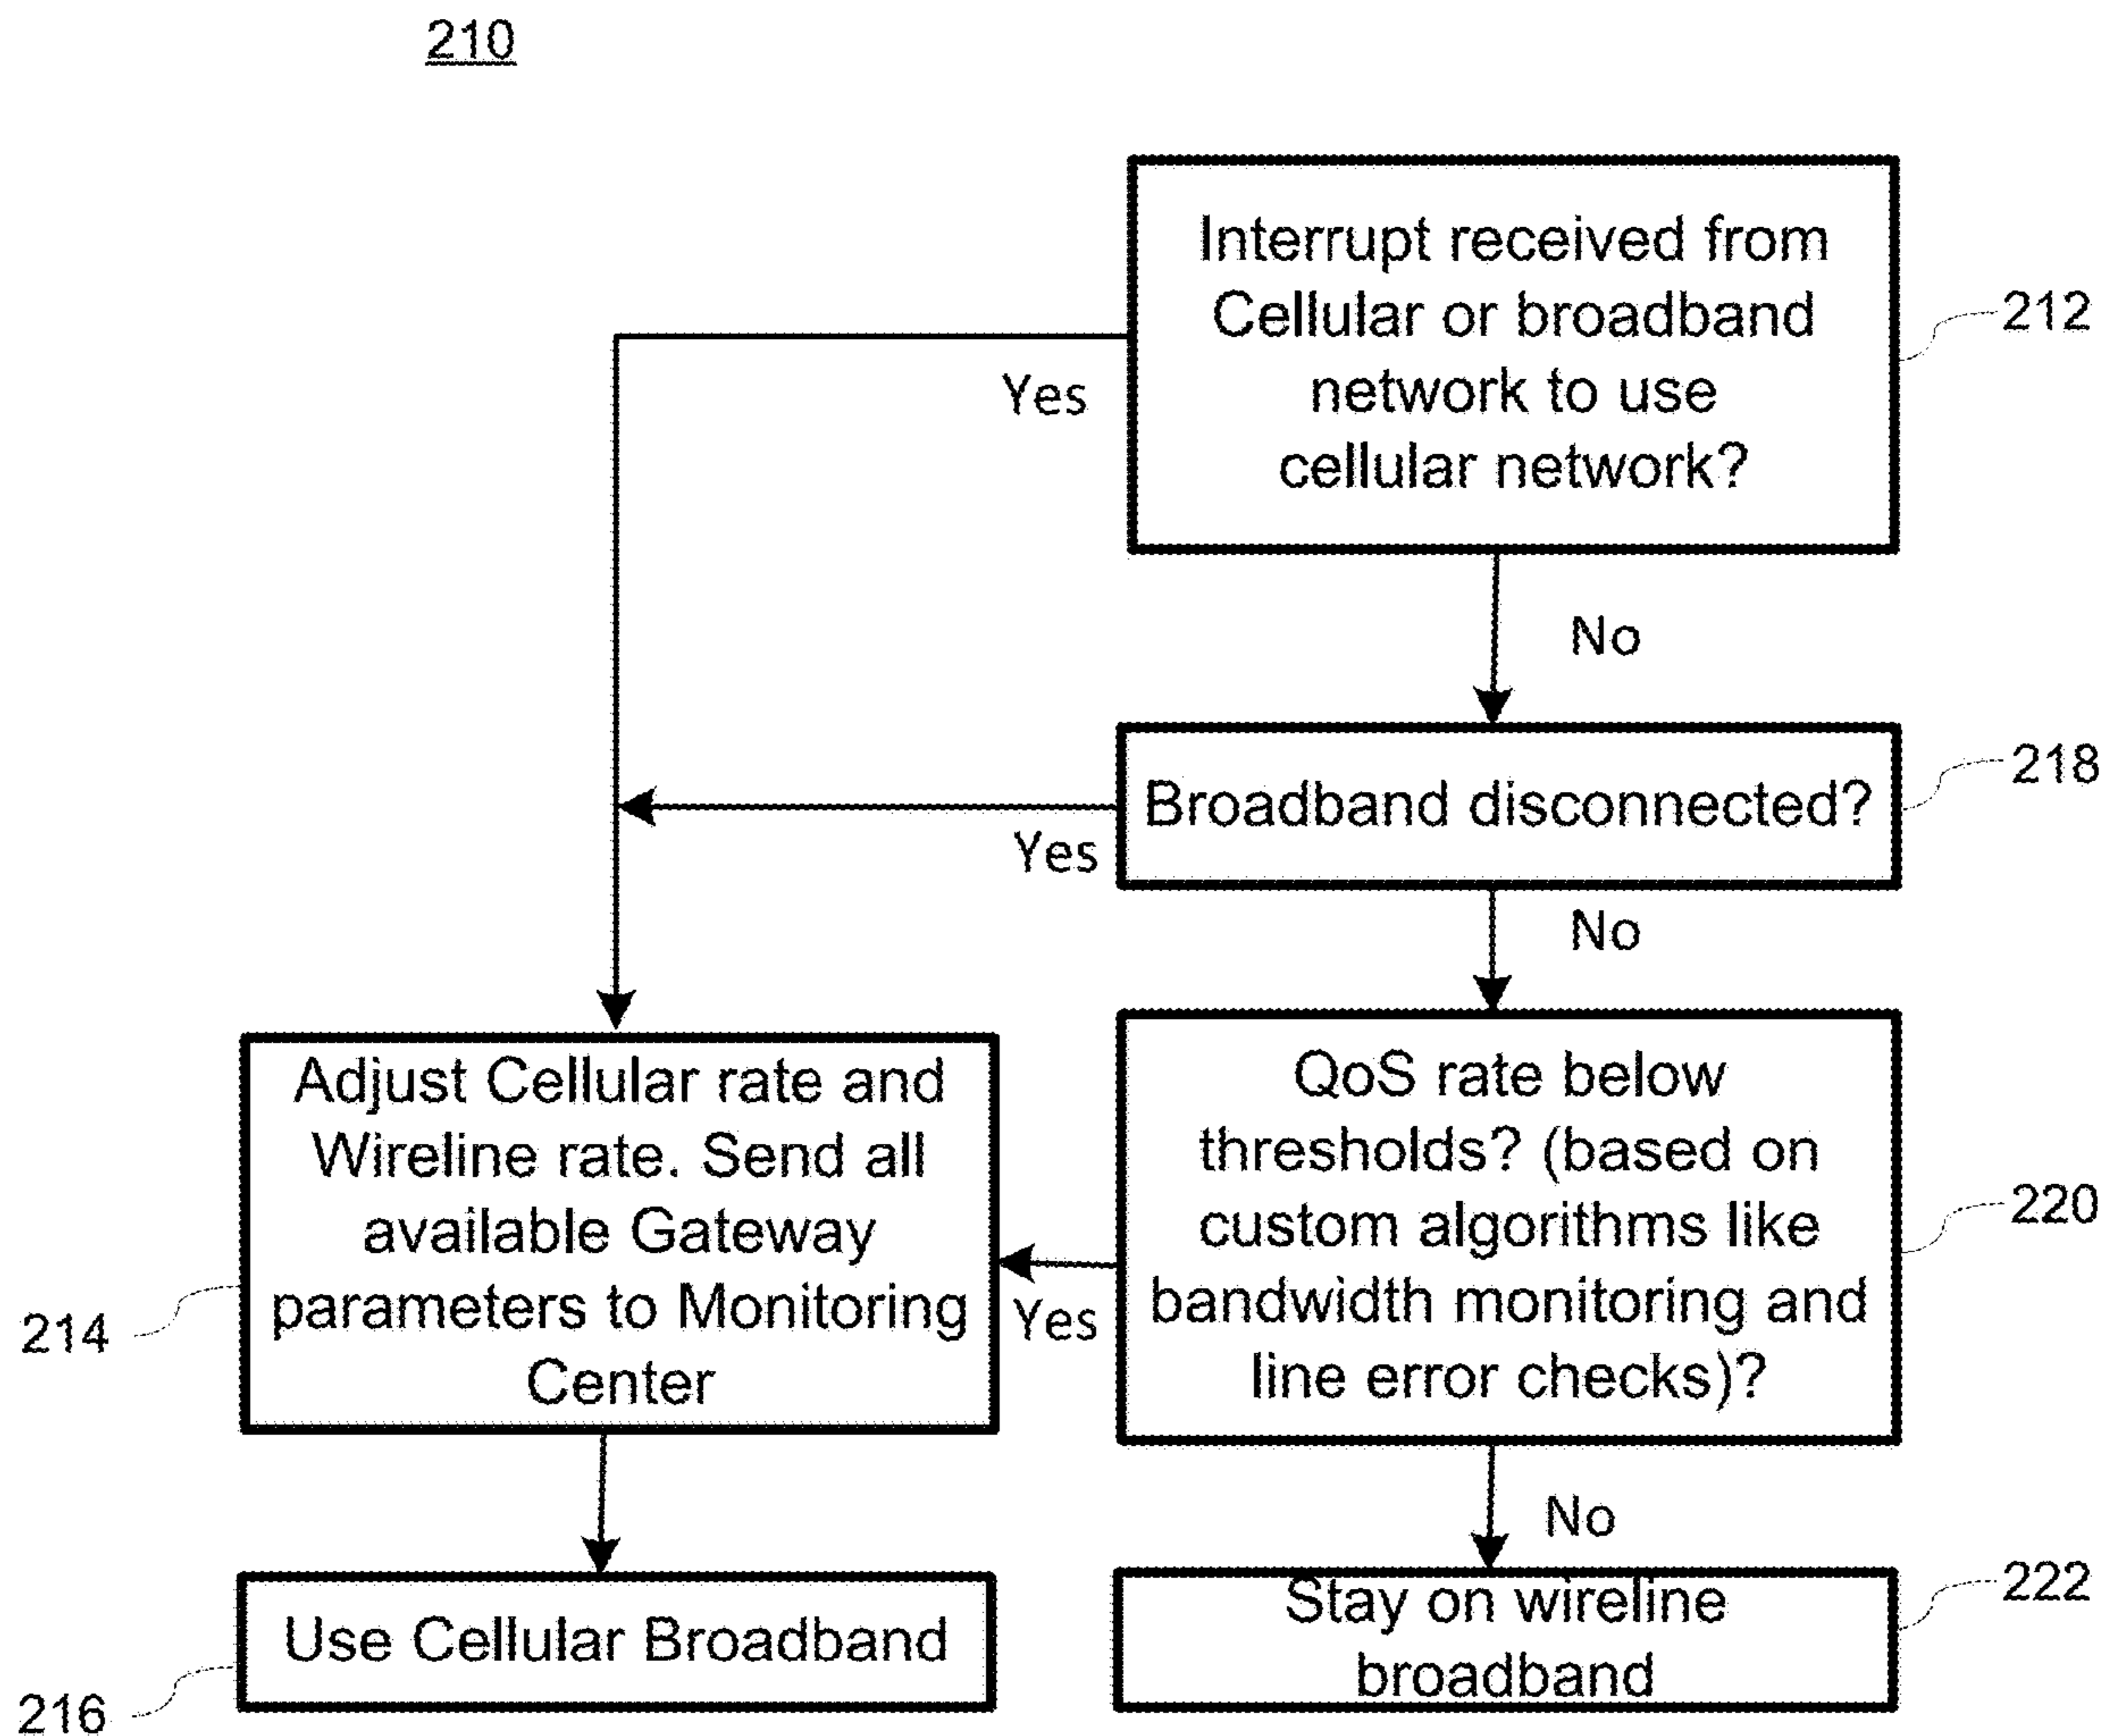 210
Interrupt received from
Cellular or broadband
network to use
cellular network?
212
Yes
No
Broadband disconnected?
218
Yes
No
QoS rate below
thresholds? (based on
custom algorithms like
bandwidth monitoring and
line error checks)?
220
Yes
Adjust Cellular rate and
Wireline rate. Send all
available Gateway
parameters to Monitoring
Center
214
No
Use Cellular Broadband
216
Stay on wireline
broadband
222